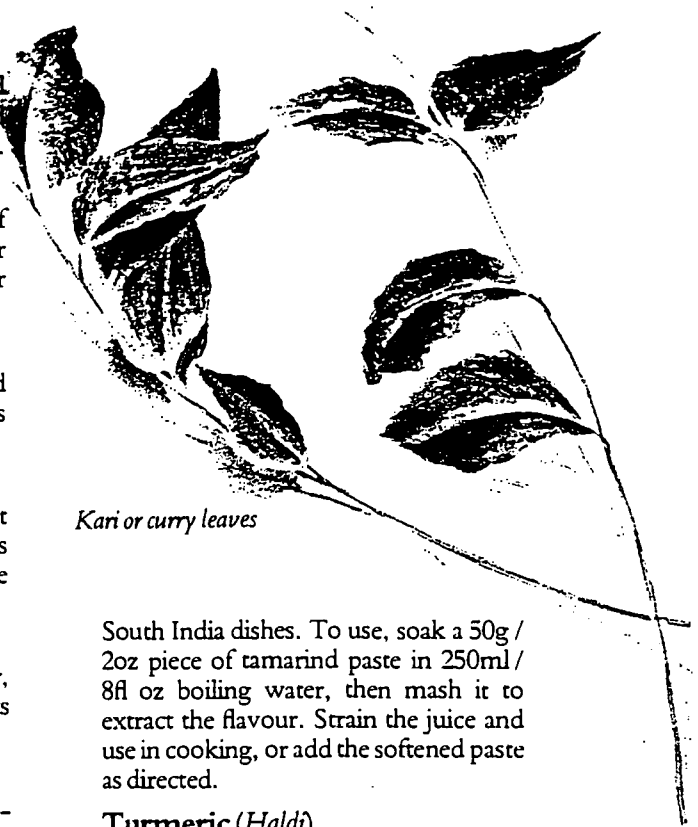 Kari or curry leaves
South India dishes. To use, soak a 50g /
2oz piece of tamarind paste in 250ml /
8fl oz boiling water, then mash it to
extract the flavour. Strain the juice and
use in cooking, or add the softened paste
as directed.
Turmeric (Haldi)